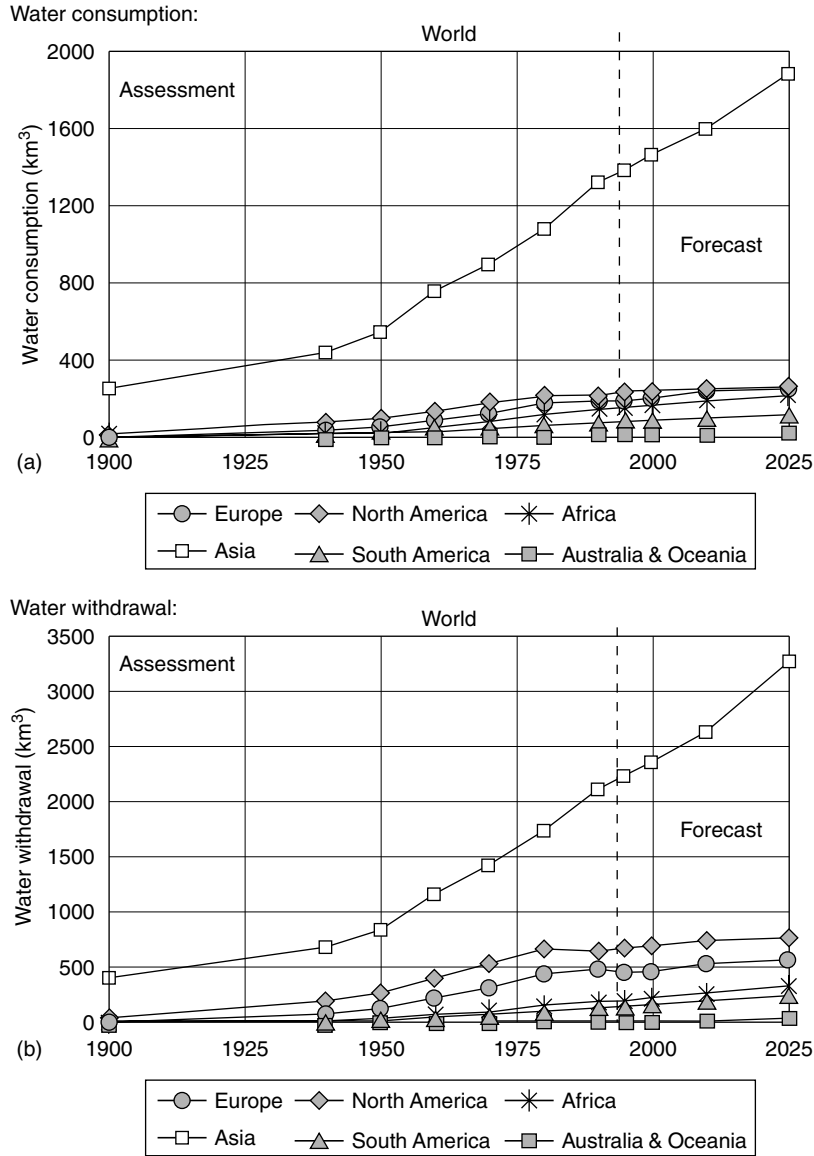 Water consumption:
World
2000
Assessment
1600
1200
Forecast
800
400
0
Water consumption (km³)
(a)
1900 1925 1950 1975 2000 2025
Europe North America Africa
Asia South America Australia & Oceania
Water withdrawal:
World
3500
Assessment
3000
2500
2000
Forecast
1500
1000
500
0
Water withdrawal (km³)
(b)
1900 1925 1950 1975 2000 2025
Europe North America Africa
Asia South America Australia & Oceania